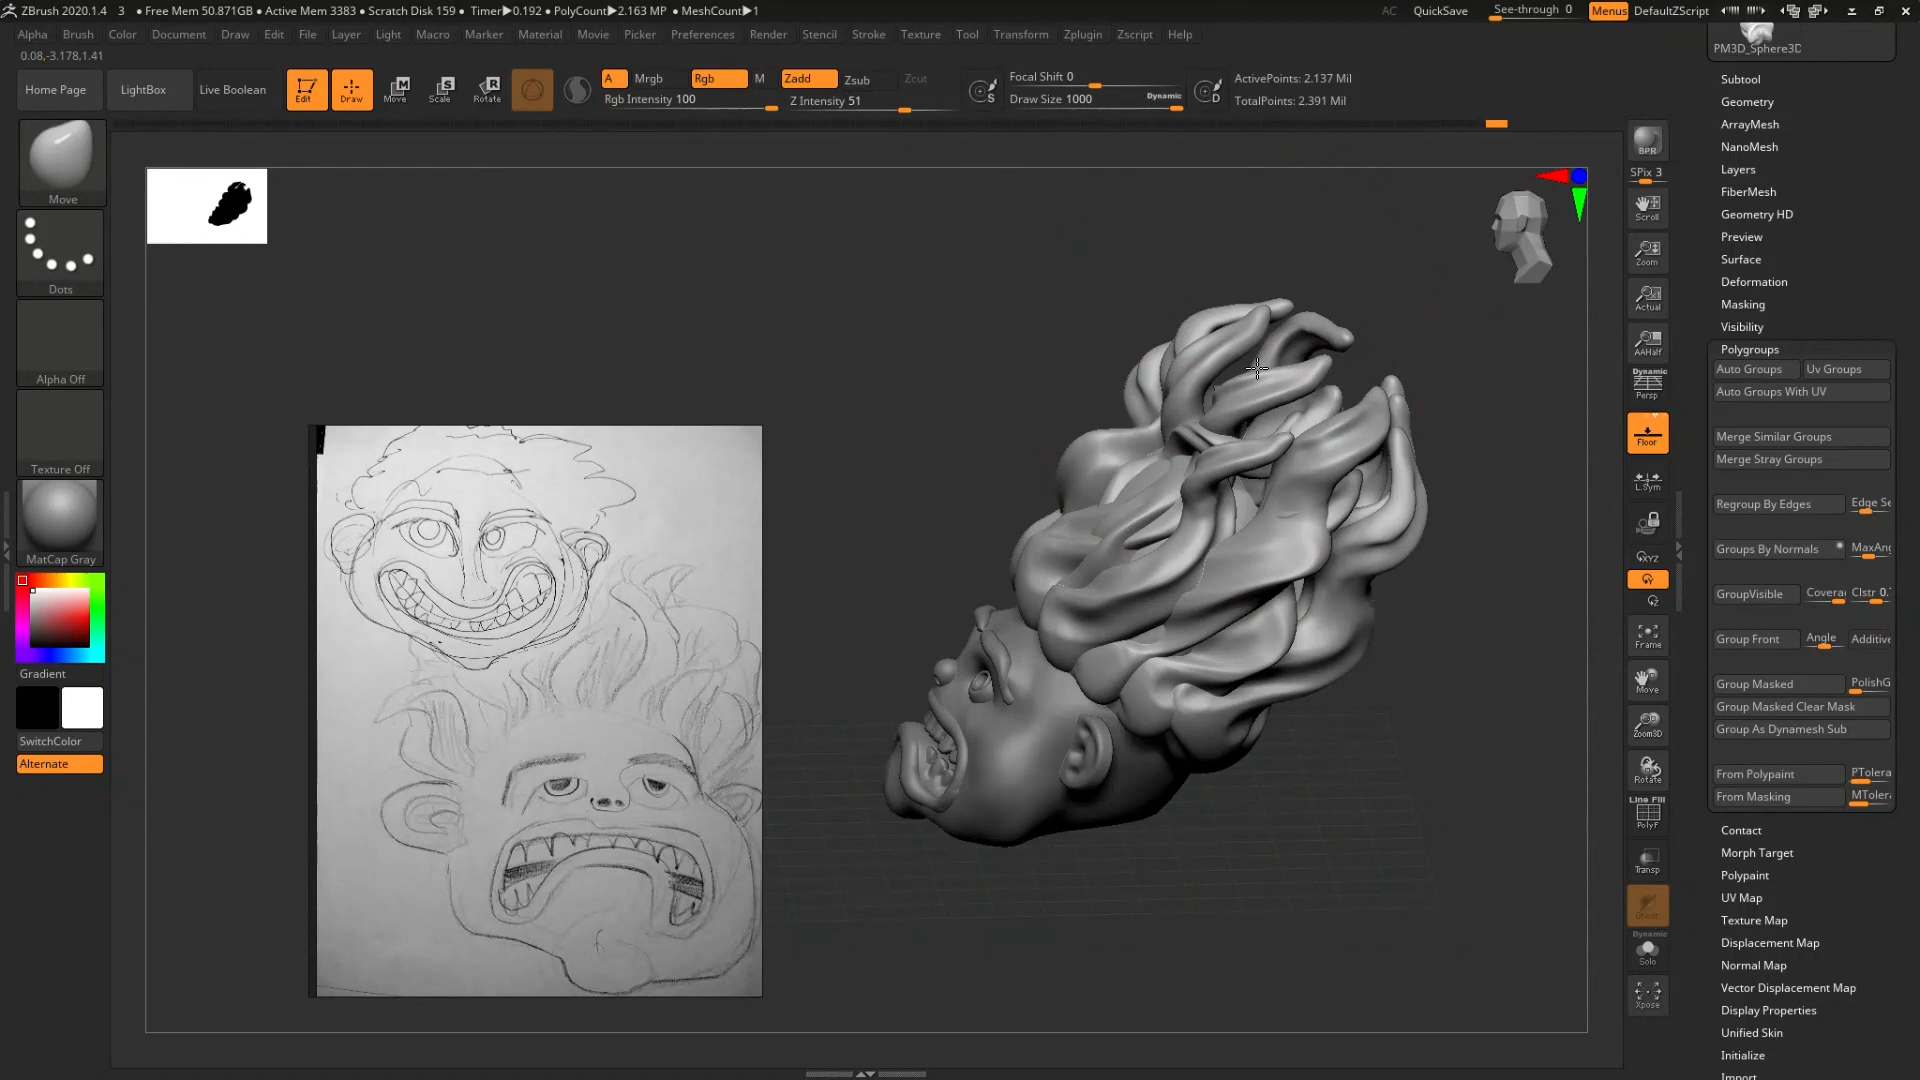 ZBrush 2020.1.4 3 • Free Mem 50.871GB • Active Mem 3383 • Scratch Disk 159 • Timer▶0.192 • PolyCount▶2.163 MP • MeshCount▶1
AC QuickSave See-through 0 Menus DefaultZScript
Alpha Brush Color Document Draw Edit File Layer Light Macro Marker Material Movie Picker Preferences Render Stencil Stroke Texture Tool Transform Zplugin Zscript Help
PM3D_Sphere3D
0.08,-3.178,1.41
Home Page LightBox Live Boolean Edit Draw Move Scale Rotate
A Mrgb Rgb M Zadd Zsub Zcut
Rgb Intensity 100 Z Intensity 51
S Focal Shift 0
Draw Size 1000 Dynamic D
ActivePoints: 2.137 Mil
TotalPoints: 2.391 Mil
Move
Dots
Alpha Off
Texture Off
MatCap Gray
Gradient
SwitchColor
Alternate
BPR
SPix 3
Scroll
Zoom
Actual
AAHalf
Dynamic
Persp
Floor
L.Sym
XYZ
Y
Z
Frame
Move
Zoom3D
Rotate
Line Fill
PolyF
Transp
Ghost
Dynamic
Solo
Xpose
Subtool
Geometry
ArrayMesh
NanoMesh
Layers
FiberMesh
Geometry HD
Preview
Surface
Deformation
Masking
Visibility
Polygroups
Auto Groups Uv Groups
Auto Groups With UV
Merge Similar Groups
Merge Stray Groups
Regroup By Edges Edge Se
Groups By Normals MaxAng
GroupVisible Covera Clstr 0.
Group Front Angle Additive
Group Masked PolishG
Group Masked Clear Mask
Group As Dynamesh Sub
From Polypaint PTolera
From Masking MTolera
Contact
Morph Target
Polypaint
UV Map
Texture Map
Displacement Map
Normal Map
Vector Displacement Map
Display Properties
Unified Skin
Initialize
Import